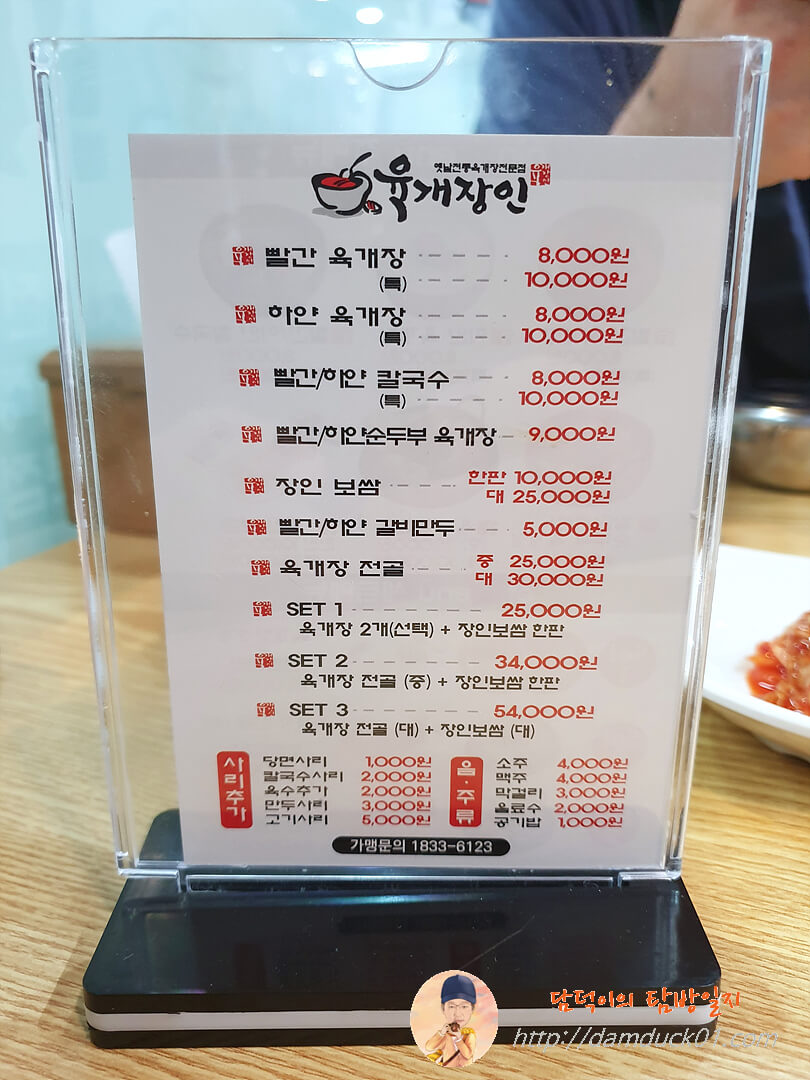 옛날전통육개장전문점
육개장인
빨간 육개장 8,000원
(특) 10,000원
하얀 육개장 8,000원
(특) 10,000원
빨간/하얀 칼국수 8,000원
(특) 10,000원
빨간/하얀순두부 육개장 9,000원
장인 보쌈 한판 10,000원
대 25,000원
빨간/하얀 갈비만두 5,000원
육개장 전골 중 25,000원
대 30,000원
SET 1 25,000원
육개장 2개(선택) + 장인보쌈 한판
SET 2 34,000원
육개장 전골 (중) + 장인보쌈 한판
SET 3 54,000원
육개장 전골 (대) + 장인보쌈 (대)
사리추가
당면사리 1,000원
칼국수사리 2,000원
육수추가 2,000원
만두사리 3,000원
고기사리 5,000원
음·주류
소주 4,000원
맥주 4,000원
막걸리 3,000원
음료수 2,000원
공기밥 1,000원
가맹문의 1833-6123
담덕이의 탐방일지
http://damduck01.com